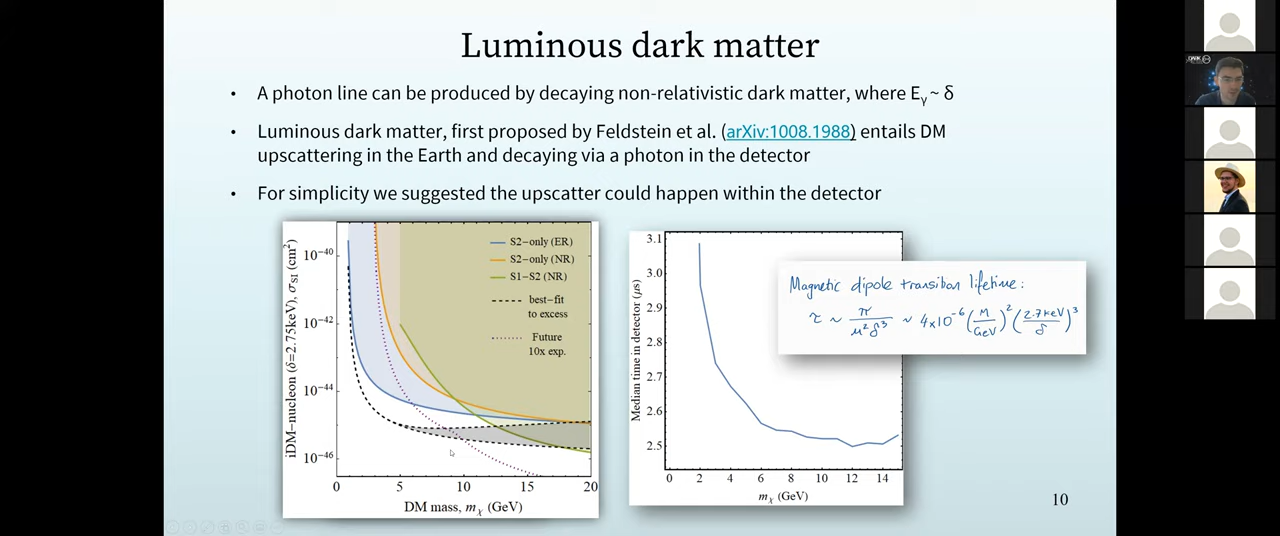 Luminous dark matter
• A photon line can be produced by decaying non-relativistic dark matter, where Eγ ~ δ
• Luminous dark matter, first proposed by Feldstein et al. (arXiv:1008.1988) entails DM
upscattering in the Earth and decaying via a photon in the detector
• For simplicity we suggested the upscatter could happen within the detector
iDM-nucleon (δ=2.75keV), σSI (cm²)
10⁻⁴⁰
10⁻⁴²
10⁻⁴⁴
10⁻⁴⁶
S2-only (ER)
S2-only (NR)
S1-S2 (NR)
best-fit
to excess
Future
10x exp.
0 5 10 15 20
DM mass, mχ (GeV)
Median time in detector (μs)
3.1
3.0
2.9
2.8
2.7
2.6
2.5
0 2 4 6 8 10 12 14
mχ (GeV)
Magnetic dipole transition lifetime:
τ ~ π/(μ²δ³) ~ 4×10⁻⁶ (M/GeV)² (2.7keV/δ)³
10